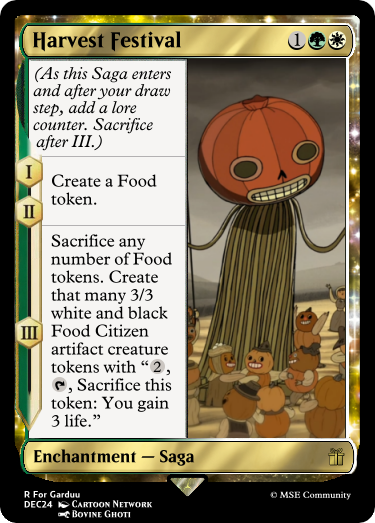 Harvest Festival 1
(As this Saga enters
and after your draw
step, add a lore
counter. Sacrifice
after III.)
I
Create a Food
token.
II
Sacrifice any
number of Food
tokens. Create
that many 3/3
white and black
III
Food Citizen
artifact creature
tokens with “2,
, Sacrifice this
token: You gain
3 life.”
Enchantment — Saga
R For Garduu
DEC24 Cartoon Network
Bovine Ghoti
© MSE Community